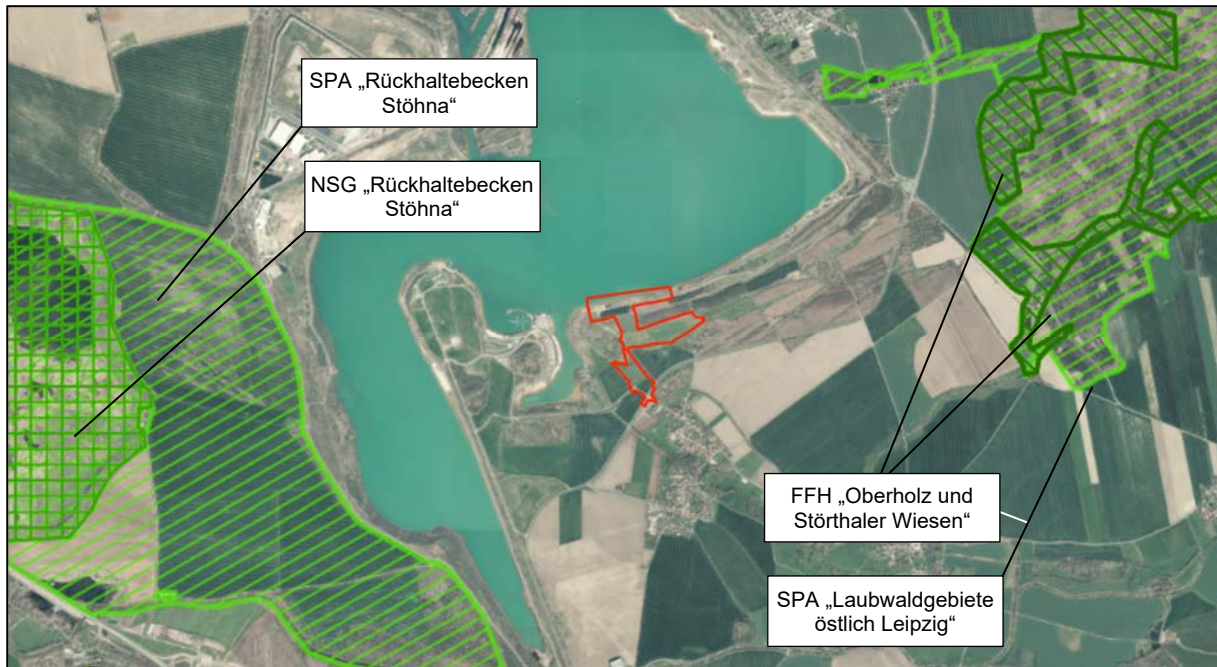 SPA „Rückhaltebecken
Stöhna“
NSG „Rückhaltebecken
Stöhna“
FFH „Oberholz und
Störthaler Wiesen“
SPA „Laubwaldgebiete
östlich Leipzig“